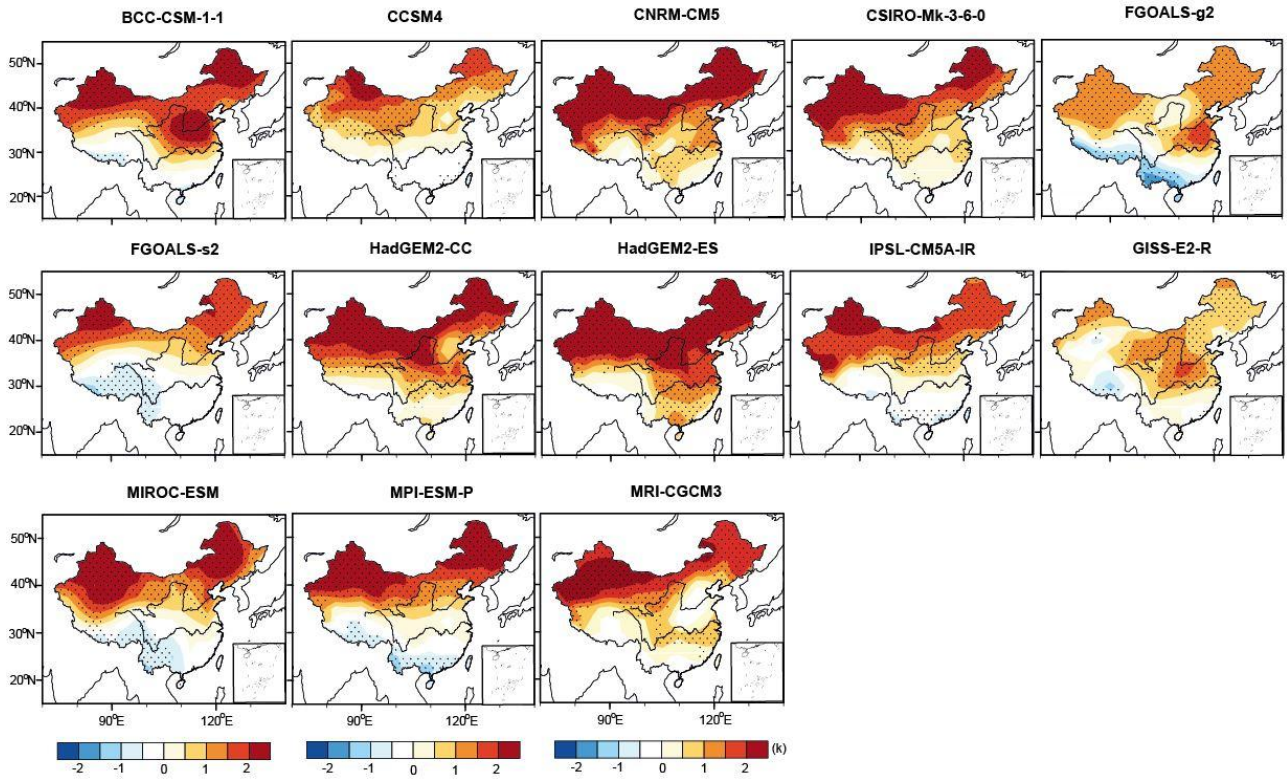 BCC-CSM-1-1 CCSM4 CNRM-CM5 CSIRO-Mk-3-6-0 FGOALS-g2
50°N
40°N
30°N
20°N
FGOALS-s2 HadGEM2-CC HadGEM2-ES IPSL-CM5A-IR GISS-E2-R
50°N
40°N
30°N
20°N
MIROC-ESM MPI-ESM-P MRI-CGCM3
50°N
40°N
30°N
20°N
90°E 120°E 90°E 120°E 90°E 120°E
-2 -1 0 1 2 -2 -1 0 1 2 -2 -1 0 1 2 (k)